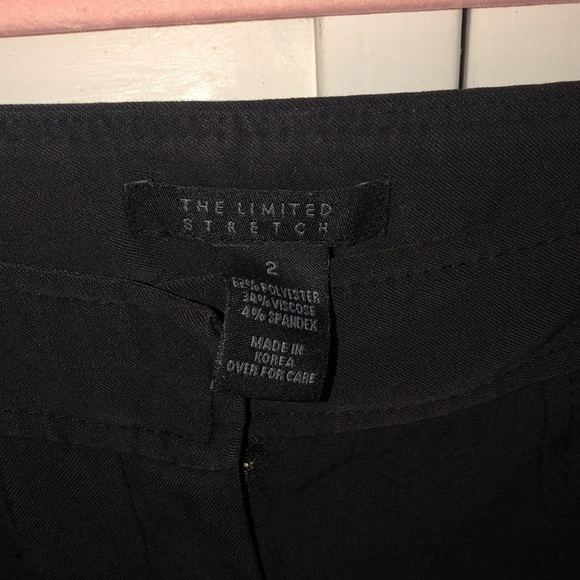 THE LIMITED
STRETCH
2
62% POLYESTER
34% VISCOSE
4% SPANDEX
MADE IN
KOREA
OVER FOR CARE